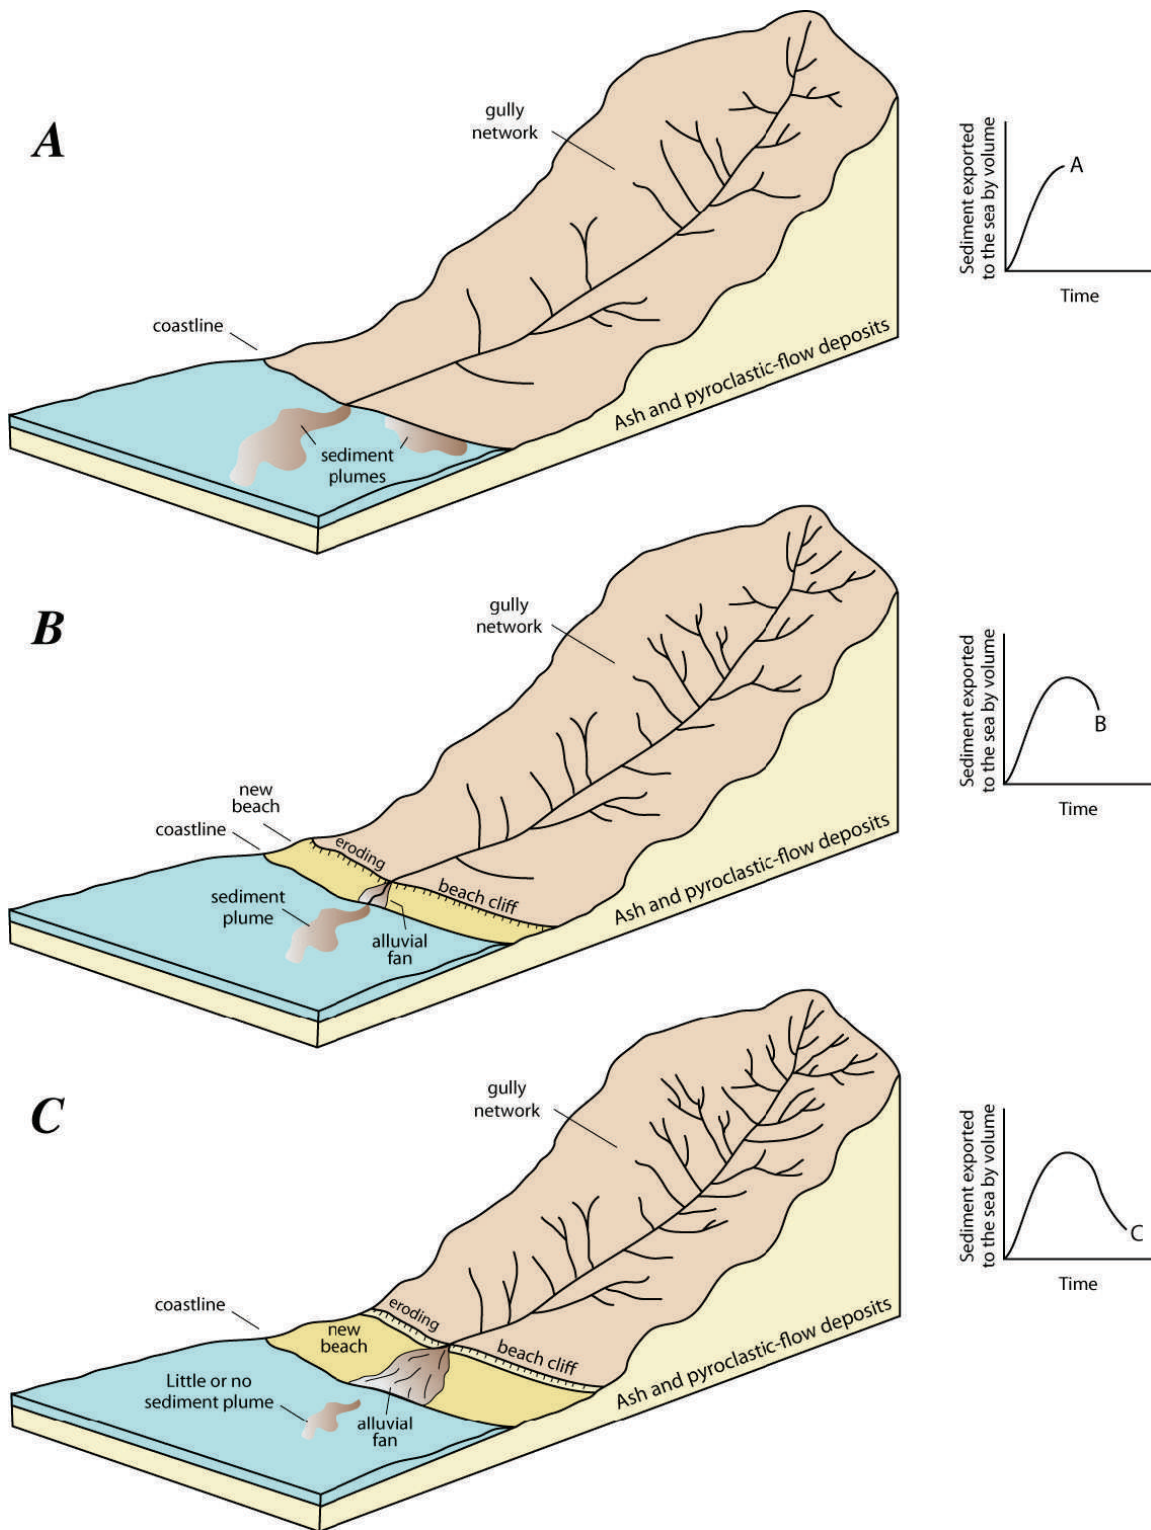 A
gully
network
coastline
sediment
plumes
Ash and pyroclastic-flow deposits
Sediment exported
to the sea by volume
A
Time
B
gully
network
new
beach
coastline
eroding
beach cliff
sediment
plume
alluvial
fan
Ash and pyroclastic-flow deposits
Sediment exported
to the sea by volume
B
Time
C
gully
network
coastline
eroding
new
beach
beach cliff
Little or no
sediment plume
alluvial
fan
Ash and pyroclastic-flow deposits
Sediment exported
to the sea by volume
C
Time